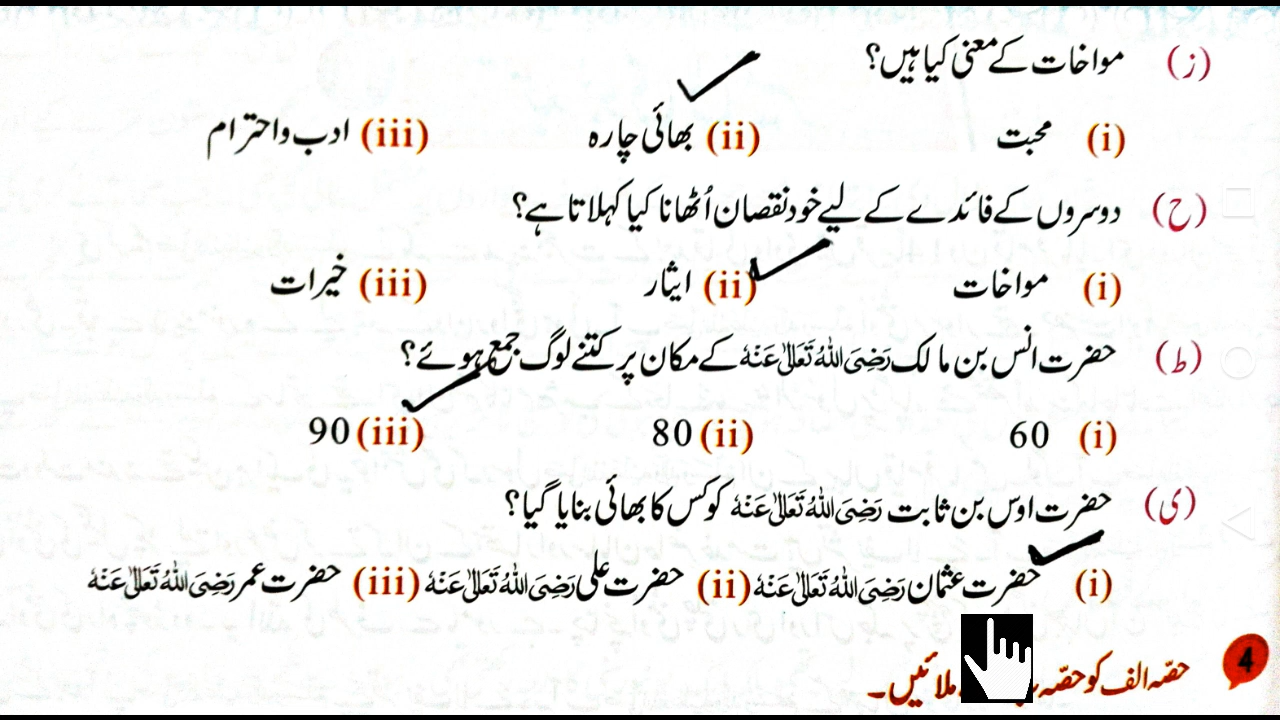 (ز) مواخات کے معنی کیا ہیں؟
(i) محبت (ii) بھائی چارہ (iii) ادب و احترام
(ح) دوسروں کے فائدے کے لیے خود نقصان اُٹھانا کیا کہلاتا ہے؟
(i) مواخات (ii) ایثار (iii) خیرات
(ط) حضرت انس بن مالک رَضِیَ اللہُ تَعَالٰی عَنْہُ کے مکان پر کتنے لوگ جمع ہوئے؟
(i) 60 (ii) 80 (iii) 90
(ی) حضرت اوس بن ثابت رَضِیَ اللہُ تَعَالٰی عَنْہُ کو کس کا بھائی بنایا گیا؟
(i) حضرت عثمان رَضِیَ اللہُ تَعَالٰی عَنْہُ (ii) حضرت علی رَضِیَ اللہُ تَعَالٰی عَنْہُ (iii) حضرت عمر رَضِیَ اللہُ تَعَالٰی عَنْہُ
4 حصّہ الف کو حصّہ ملائیں۔